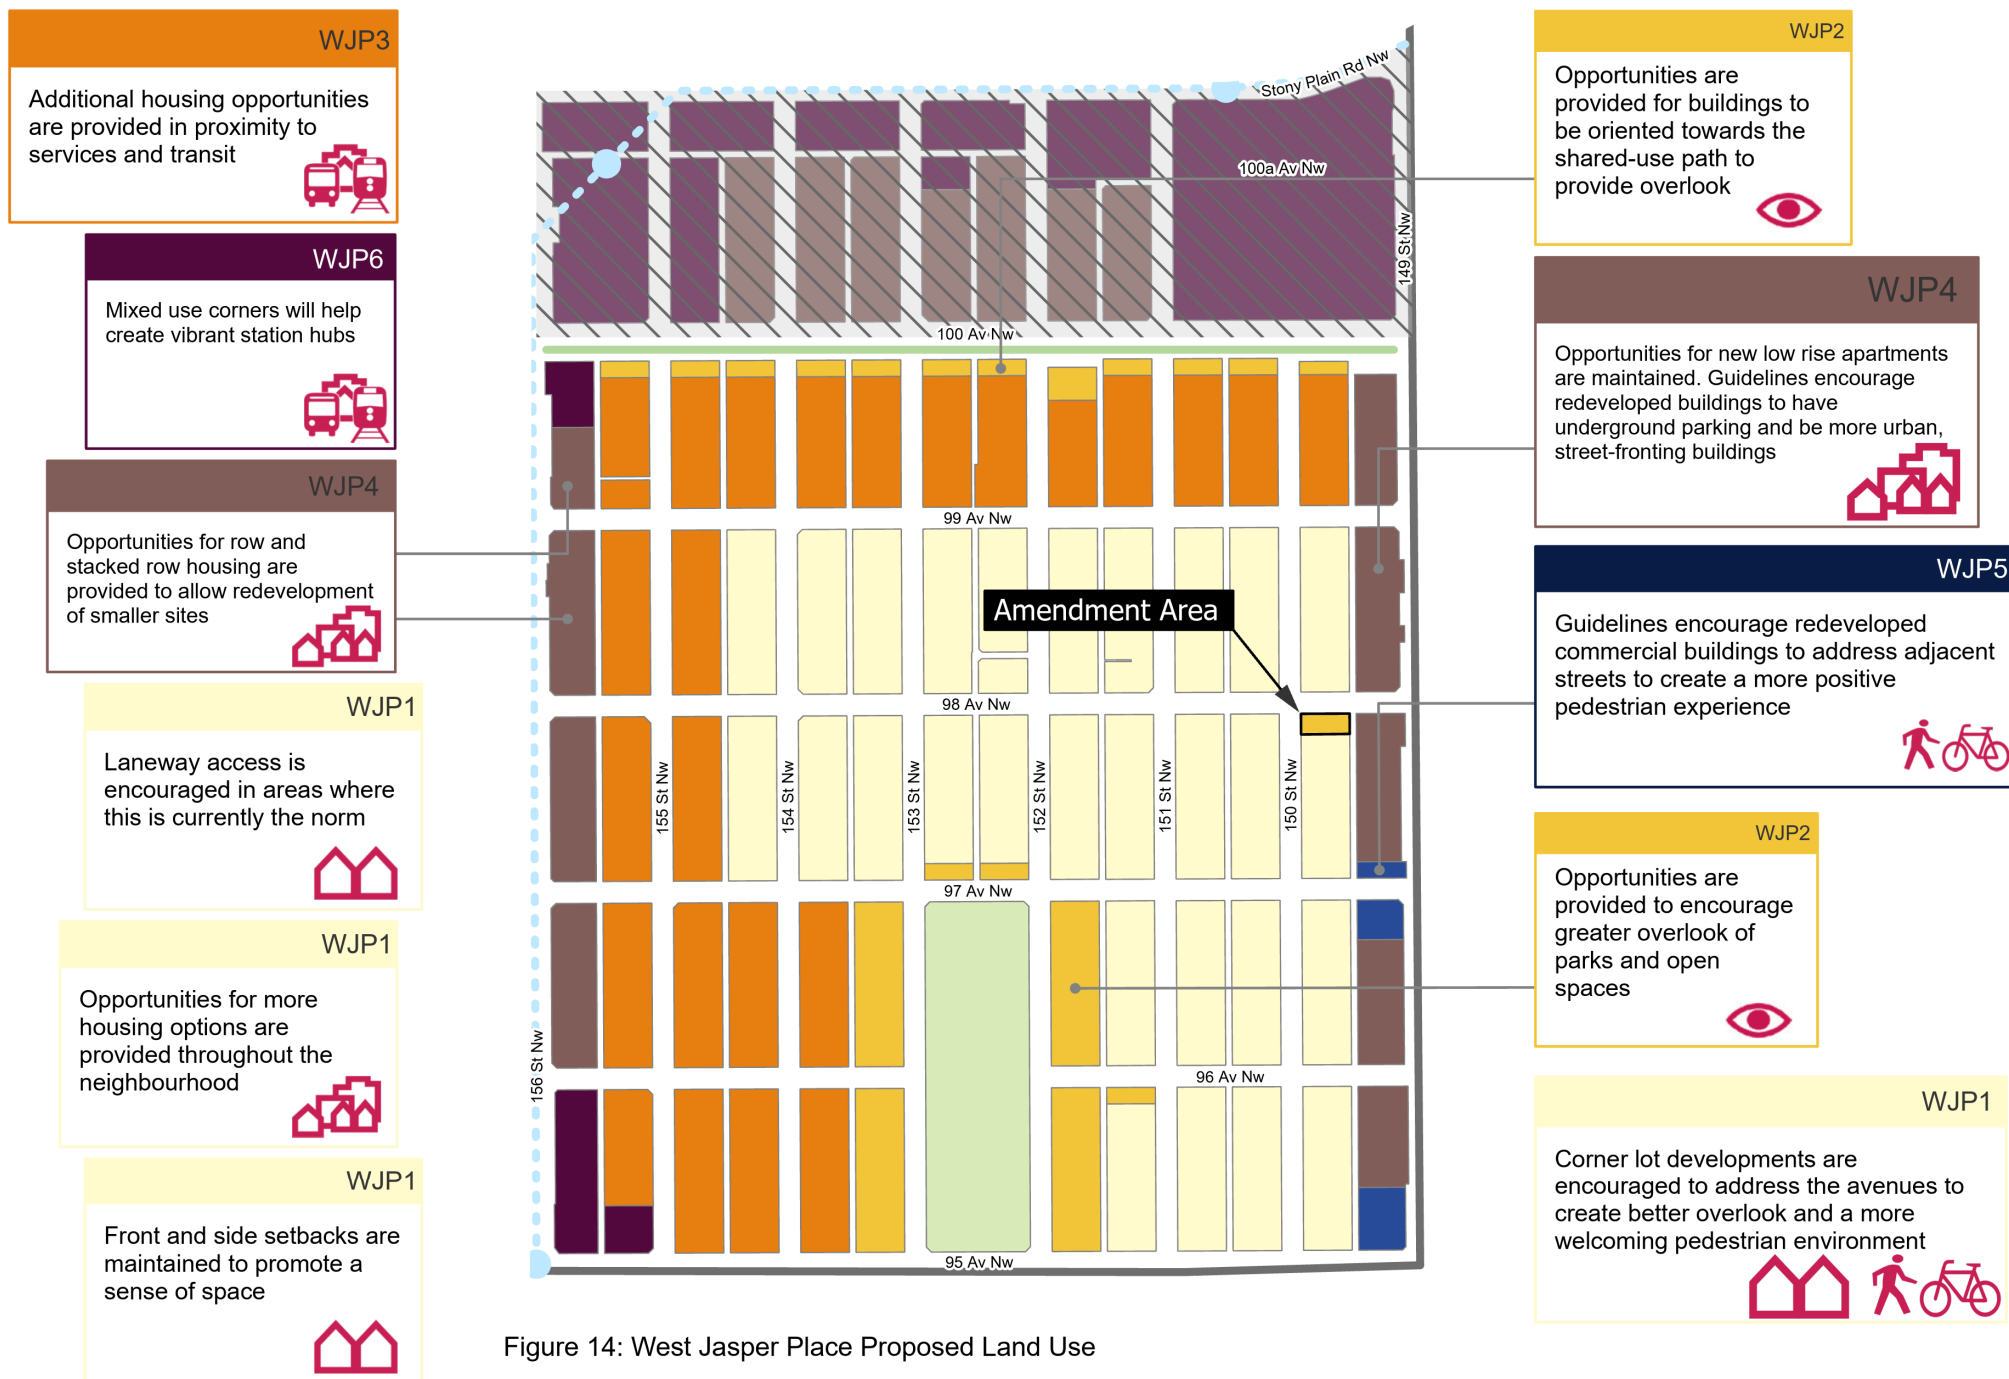 WJP3
Additional housing opportunities
are provided in proximity to
services and transit
WJP6
Mixed use corners will help
create vibrant station hubs
WJP4
Opportunities for row and
stacked row housing are
provided to allow redevelopment
of smaller sites
WJP1
Laneway access is
encouraged in areas where
this is currently the norm
WJP1
Opportunities for more
housing options are
provided throughout the
neighbourhood
WJP1
Front and side setbacks are
maintained to promote a
sense of space
Stony Plain Rd Nw
100a Av Nw
149 St Nw
100 Av Nw
99 Av Nw
Amendment Area
98 Av Nw
155 St Nw
154 St Nw
153 St Nw
152 St Nw
151 St Nw
150 St Nw
97 Av Nw
156 St Nw
96 Av Nw
95 Av Nw
WJP2
Opportunities are
provided for buildings to
be oriented towards the
shared-use path to
provide overlook
WJP4
Opportunities for new low rise apartments
are maintained. Guidelines encourage
redeveloped buildings to have
underground parking and be more urban,
street-fronting buildings
WJP5
Guidelines encourage redeveloped
commercial buildings to address adjacent
streets to create a more positive
pedestrian experience
WJP2
Opportunities are
provided to encourage
greater overlook of
parks and open
spaces
WJP1
Corner lot developments are
encouraged to address the avenues to
create better overlook and a more
welcoming pedestrian environment
Figure 14: West Jasper Place Proposed Land Use